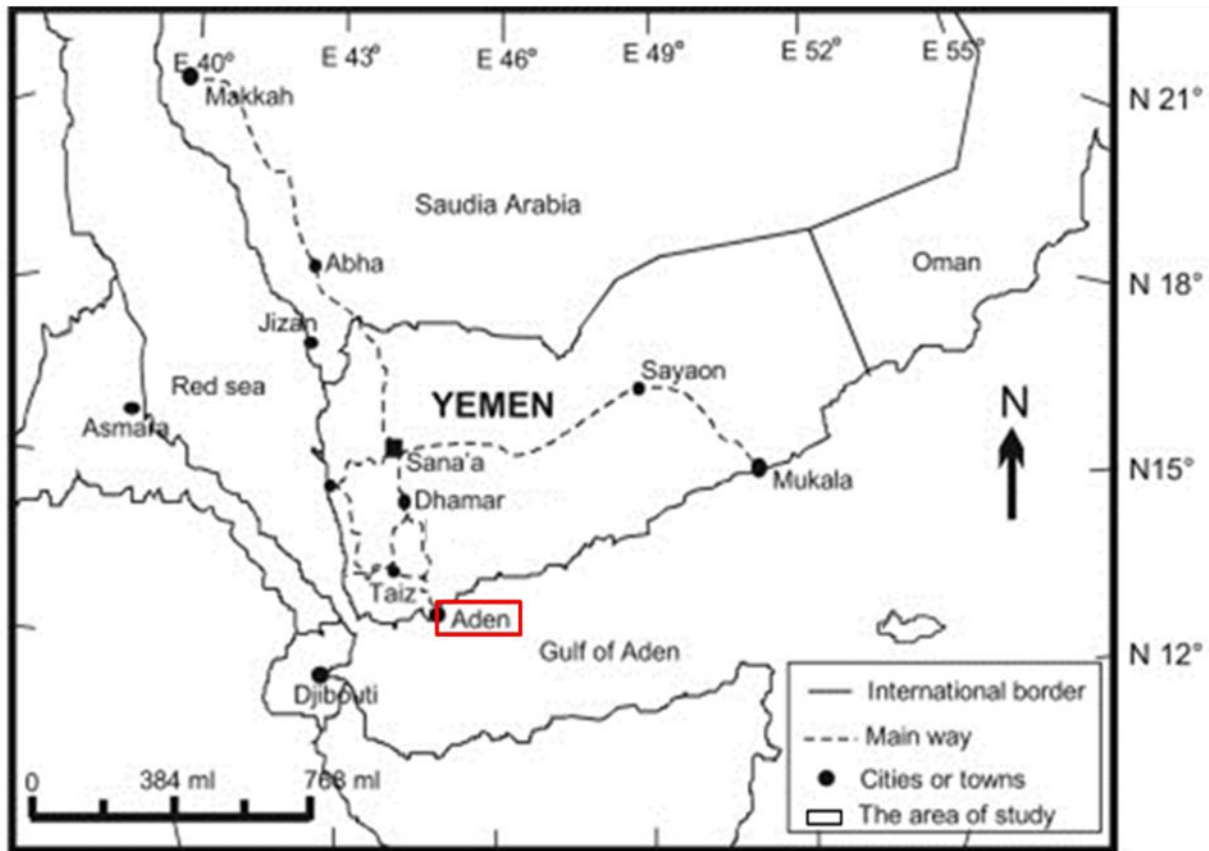 E 40°
E 43°
E 46°
E 49°
E 52°
E 55°
Makkah
N 21°
Saudia Arabia
Abha
Oman
N 18°
Jizan
Sayaon
Red sea
YEMEN
N
Asmara
Sana'a
N15°
Mukala
Dhamar
Taiz
Aden
Gulf of Aden
N 12°
Djibouti
International border
Main way
0 384 ml 768 ml
Cities or towns
The area of study